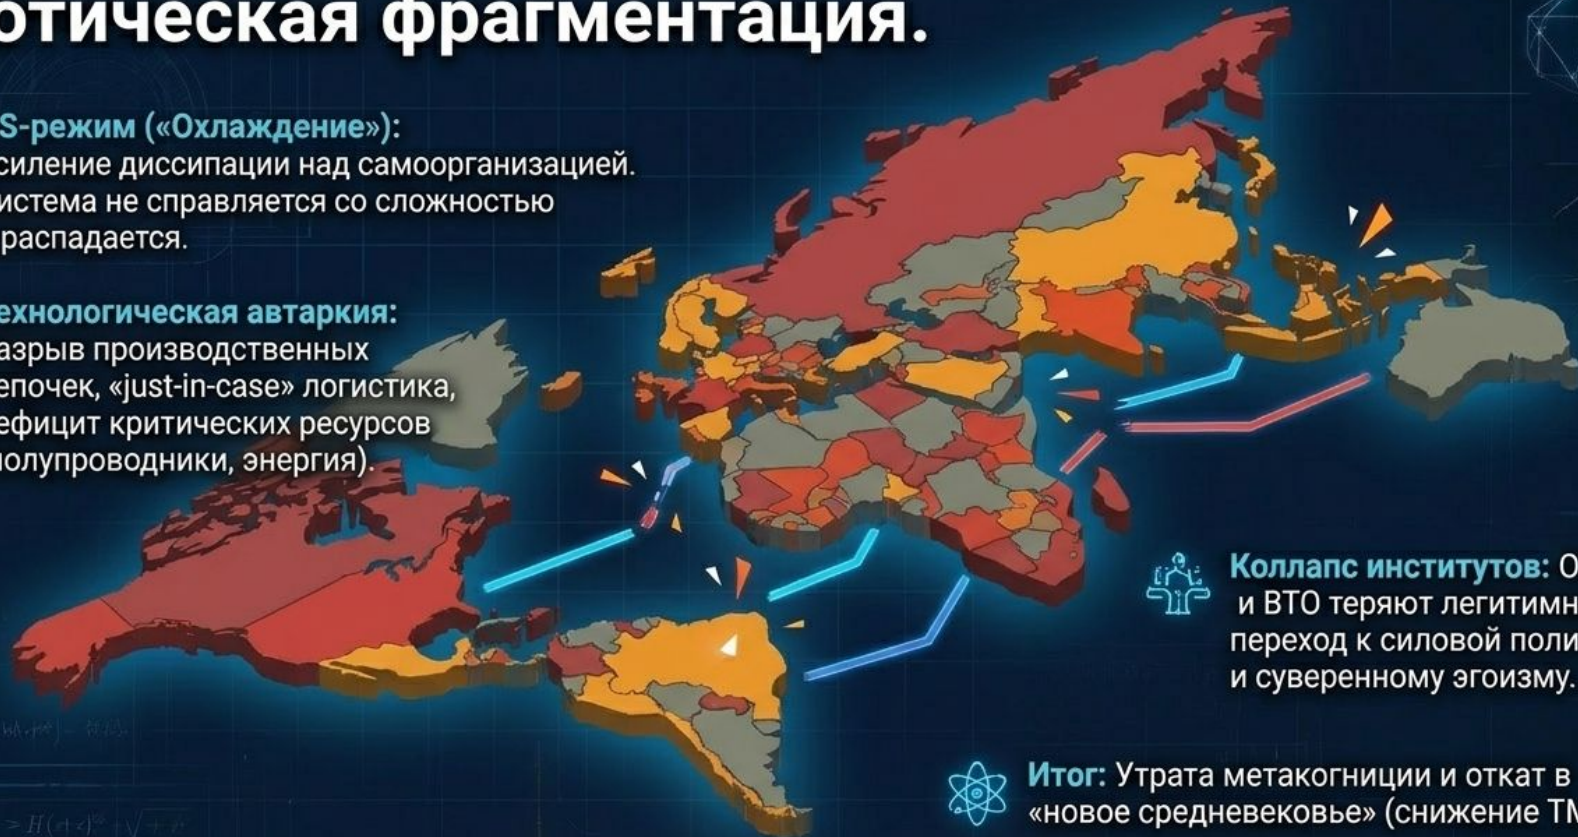 отическая фрагментация.
S-режим («Охлаждение»):
силение диссипации над самоорганизацией.
истема не справляется со сложностью
распадается.
ехнологическая автаркия:
азрыв производственных
епочек, «just-in-case» логистика,
ефицит критических ресурсов
полупроводники, энергия).
Коллапс институтов: О
и ВТО теряют легитимн
переход к силовой поли
и суверенному эгоизму.
Итог: Утрата метакогниции и откат в
«новое средневековье» (снижение ТМ